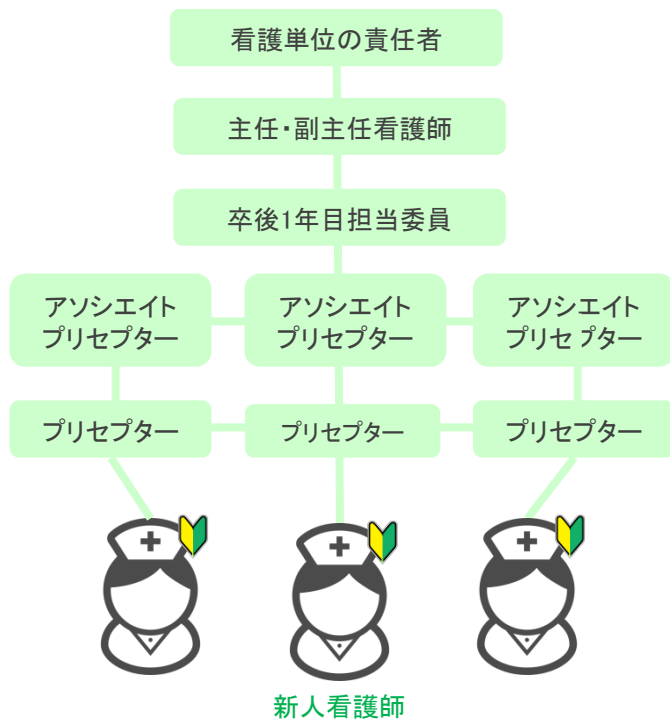 看護単位の責任者
主任・副主任看護師
卒後1年目担当委員
アソシエイト
プリセプター
アソシエイト
プリセプター
アソシエイト
プリセプター
プリセプター
プリセプター
プリセプター
新人看護師